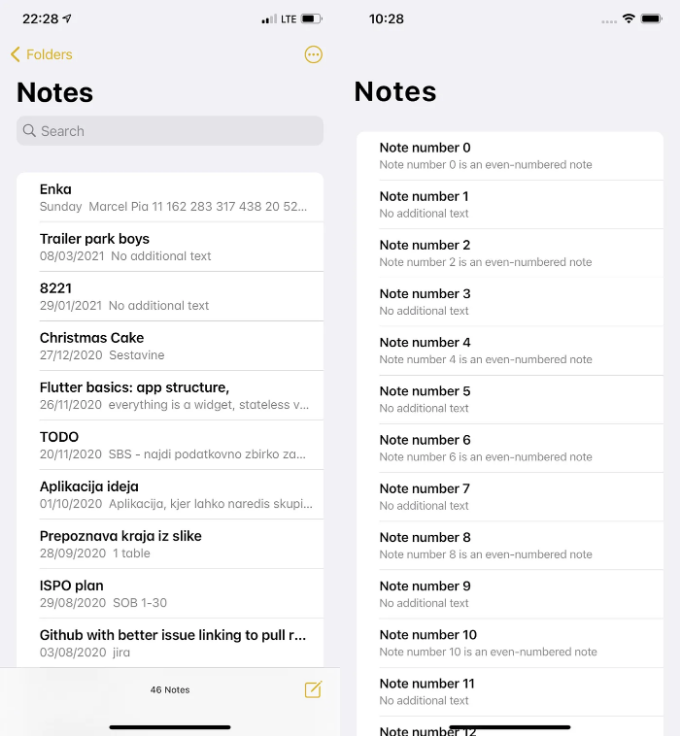 22:28
LTE
Folders
Notes
Search
Enka
Sunday Marcel Pia 11 162 283 317 438 20 52...
Trailer park boys
08/03/2021 No additional text
8221
29/01/2021 No additional text
Christmas Cake
27/12/2020 Sestavine
Flutter basics: app structure,
26/11/2020 everything is a widget, stateless v...
TODO
20/11/2020 SBS - najdi podatkovno zbirko za...
Aplikacija ideja
01/10/2020 Aplikacija, kjer lahko naredis skupi...
Prepoznava kraja iz slike
28/09/2020 1 table
ISPO plan
29/08/2020 SOB 1-30
Github with better issue linking to pull r...
03/08/2020 jira
46 Notes
10:28
Notes
Note number 0
Note number 0 is an even-numbered note
Note number 1
No additional text
Note number 2
Note number 2 is an even-numbered note
Note number 3
No additional text
Note number 4
Note number 4 is an even-numbered note
Note number 5
No additional text
Note number 6
Note number 6 is an even-numbered note
Note number 7
No additional text
Note number 8
Note number 8 is an even-numbered note
Note number 9
No additional text
Note number 10
Note number 10 is an even-numbered note
Note number 11
No additional text
Note number 12